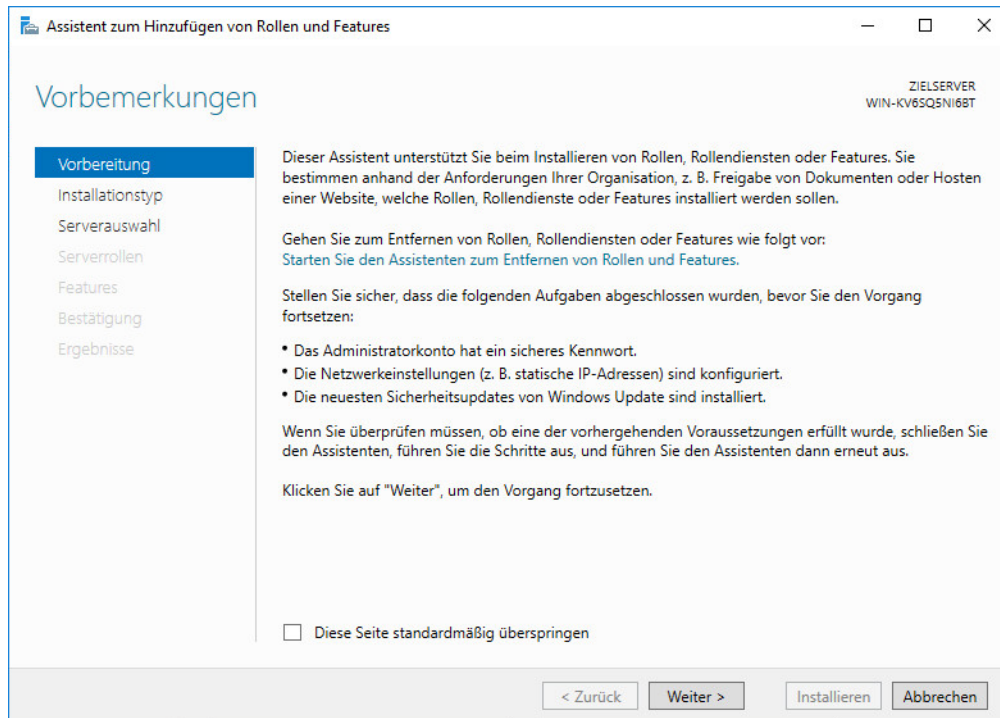 Assistent zum Hinzufügen von Rollen und Features
Vorbemerkungen
ZIELSERVER
WIN-KV6SQ5NI6BT
Vorbereitung
Installationstyp
Serverauswahl
Serverrollen
Features
Bestätigung
Ergebnisse
Dieser Assistent unterstützt Sie beim Installieren von Rollen, Rollendiensten oder Features. Sie
bestimmen anhand der Anforderungen Ihrer Organisation, z. B. Freigabe von Dokumenten oder Hosten
einer Website, welche Rollen, Rollendienste oder Features installiert werden sollen.
Gehen Sie zum Entfernen von Rollen, Rollendiensten oder Features wie folgt vor:
Starten Sie den Assistenten zum Entfernen von Rollen und Features.
Stellen Sie sicher, dass die folgenden Aufgaben abgeschlossen wurden, bevor Sie den Vorgang
fortsetzen:
• Das Administratorkonto hat ein sicheres Kennwort.
• Die Netzwerkeinstellungen (z. B. statische IP-Adressen) sind konfiguriert.
• Die neuesten Sicherheitsupdates von Windows Update sind installiert.
Wenn Sie überprüfen müssen, ob eine der vorhergehenden Voraussetzungen erfüllt wurde, schließen Sie
den Assistenten, führen Sie die Schritte aus, und führen Sie den Assistenten dann erneut aus.
Klicken Sie auf "Weiter", um den Vorgang fortzusetzen.
Diese Seite standardmäßig überspringen
< Zurück
Weiter >
Installieren
Abbrechen